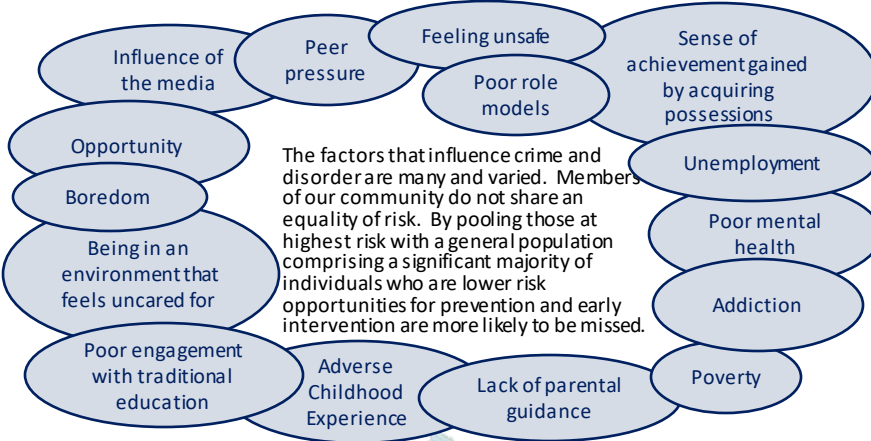 Influence of
the media
Peer
pressure
Feeling unsafe
Poor role
models
Sense of
achievement gained
by acquiring
possessions
Opportunity
Boredom
Being in an
environment that
feels uncared for
The factors that influence crime and
disorder are many and varied. Members
of our community do not share an
equality of risk. By pooling those at
highest risk with a general population
comprising a significant majority of
individuals who are lower risk
opportunities for prevention and early
intervention are more likely to be missed.
Unemployment
Poor mental
health
Addiction
Poverty
Poor engagement
with traditional
education
Adverse
Childhood
Experience
Lack of parental
guidance